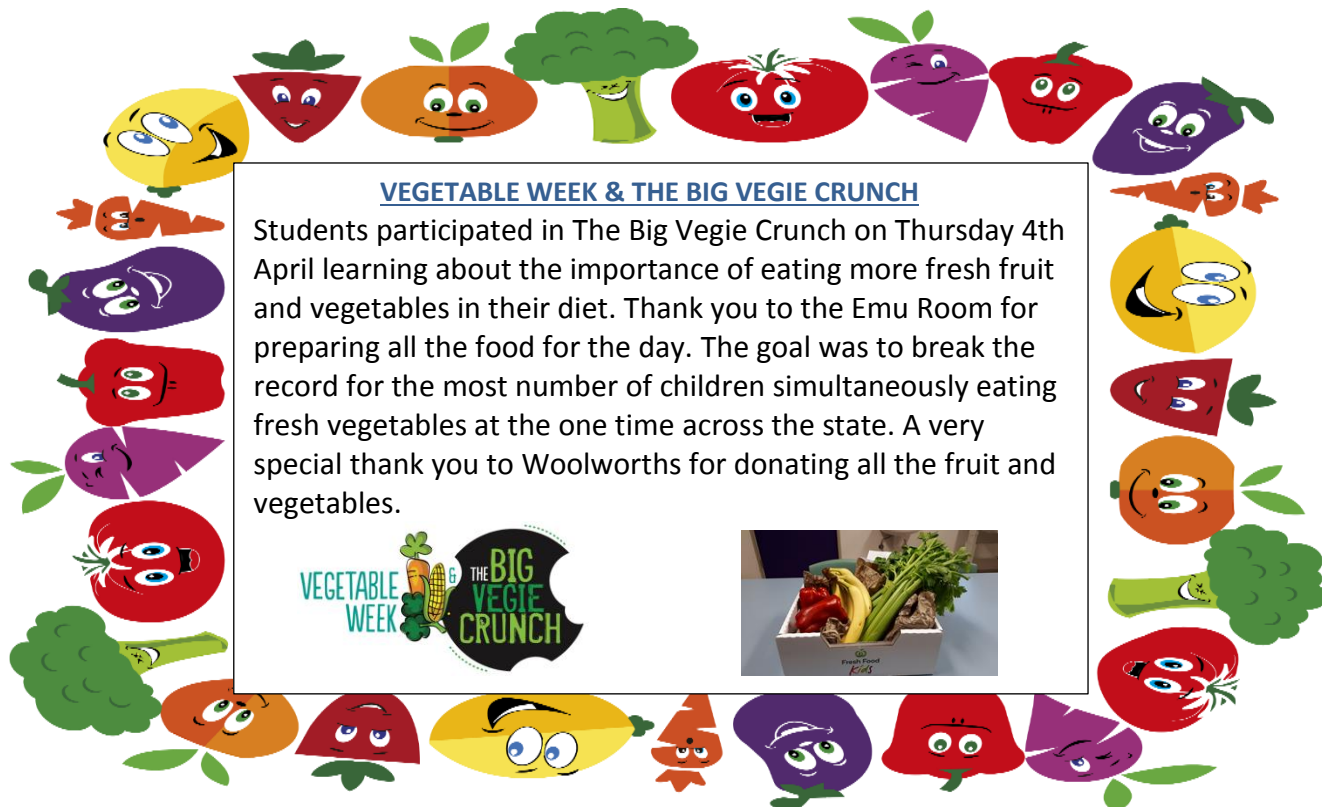 VEGETABLE WEEK & THE BIG VEGIE CRUNCH
Students participated in The Big Vegie Crunch on Thursday 4th
April learning about the importance of eating more fresh fruit
and vegetables in their diet. Thank you to the Emu Room for
preparing all the food for the day. The goal was to break the
record for the most number of children simultaneously eating
fresh vegetables at the one time across the state. A very
special thank you to Woolworths for donating all the fruit and
vegetables.
VEGETABLE
WEEK
&
THE BIG
VEGIE
CRUNCH
Fresh Food
Kids